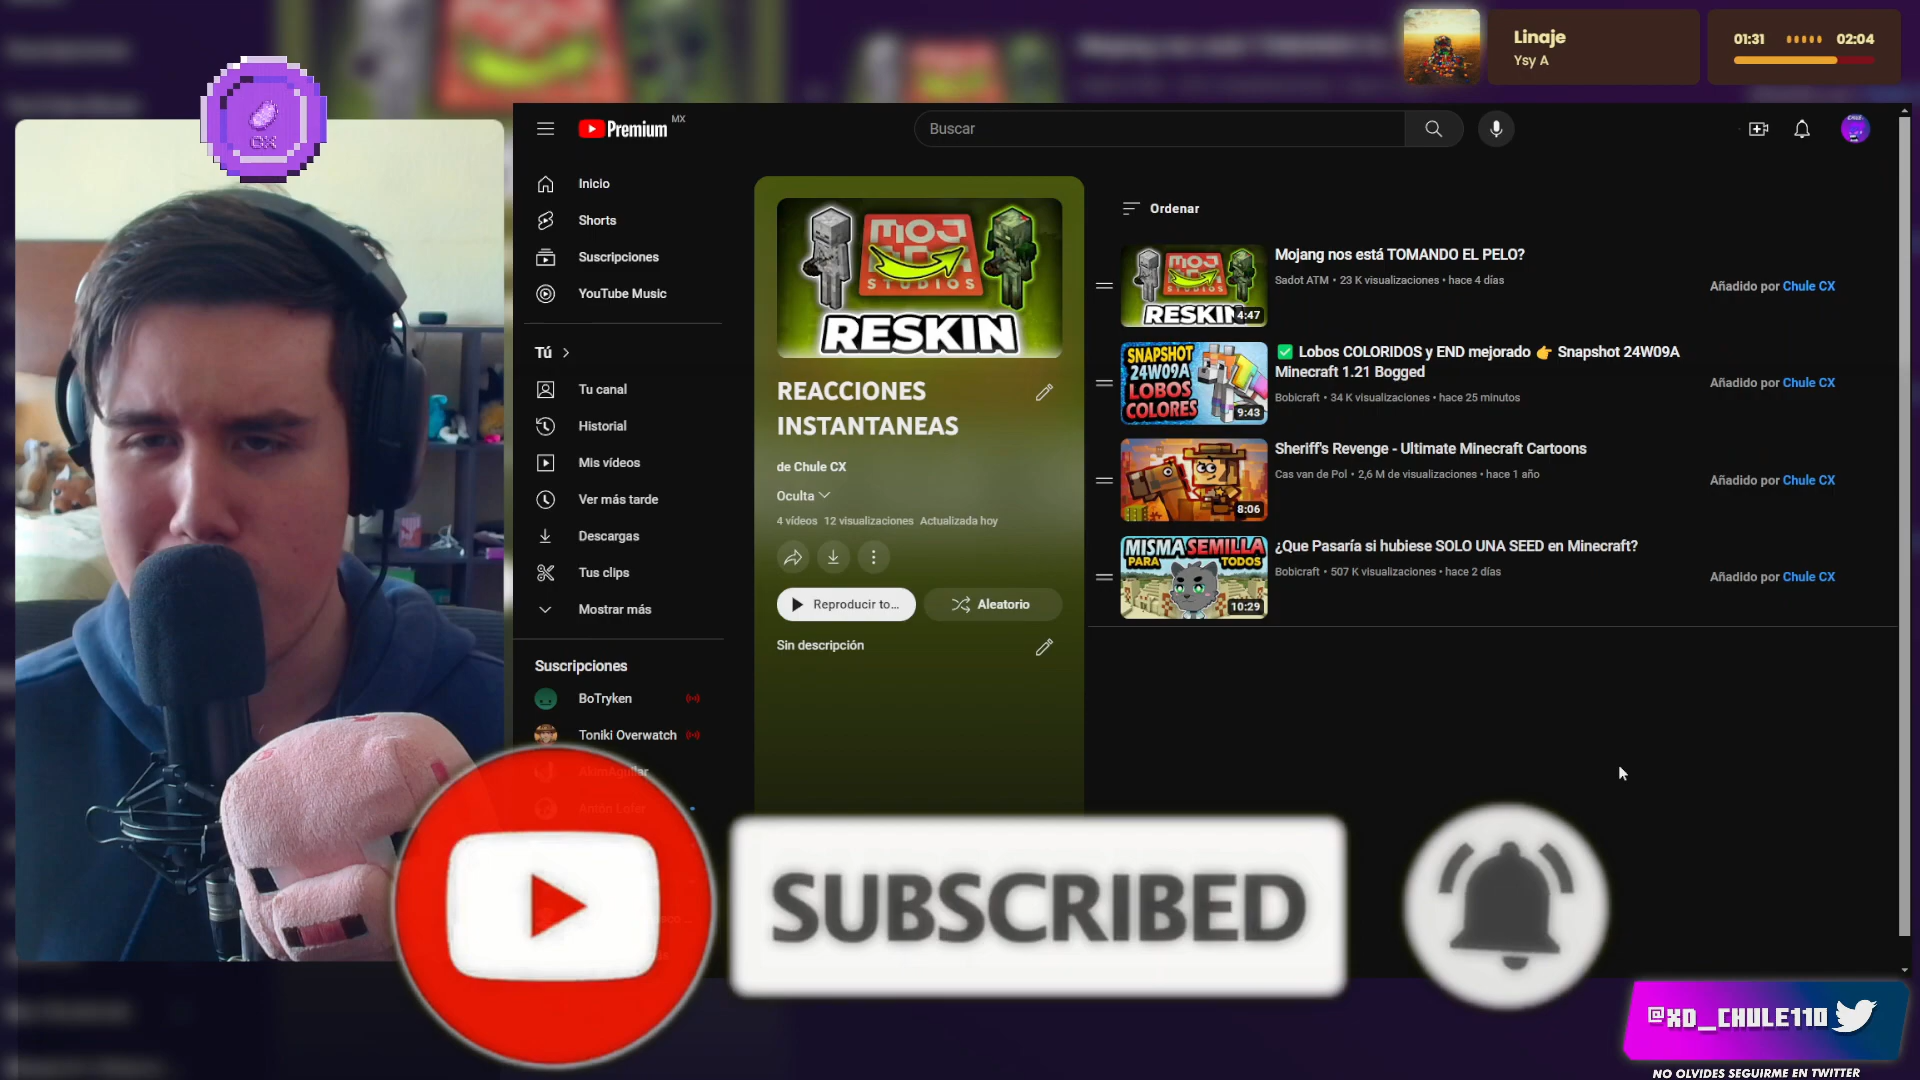 CX
Linaje
Ysy A
01:31
02:04
Premium
MX
Buscar
Inicio
Shorts
Suscripciones
YouTube Music
Tú
Tu canal
Historial
Mis vídeos
Ver más tarde
Descargas
Tus clips
Mostrar más
Suscripciones
BoTryken
Toniki Overwatch
AkimAguilar
MOJ
STUDIOS
RESKIN
REACCIONES
INSTANTANEAS
de Chule CX
Oculta
4 vídeos 12 visualizaciones Actualizada hoy
Reproducir to...
Aleatorio
Sin descripción
Ordenar
STUDIOS
RESKIN
4:47
Mojang nos está TOMANDO EL PELO?
Sadot ATM • 23 K visualizaciones • hace 4 días
Añadido por Chule CX
SNAPSHOT
24W09A
LOBOS
COLORES
9:43
✅ Lobos COLORIDOS y END mejorado 👉 Snapshot 24W09A
Minecraft 1.21 Bogged
Bobicraft • 34 K visualizaciones • hace 25 minutos
Añadido por Chule CX
8:06
Sheriff's Revenge - Ultimate Minecraft Cartoons
Cas van de Pol • 2,6 M de visualizaciones • hace 1 año
Añadido por Chule CX
MISMA SEMILLA
PARA TODOS
10:29
¿Que Pasaría si hubiese SOLO UNA SEED en Minecraft?
Bobicraft • 507 K visualizaciones • hace 2 días
Añadido por Chule CX
SUBSCRIBED
@XD_CHULE110
NO OLVIDES SEGUIRME EN TWITTER